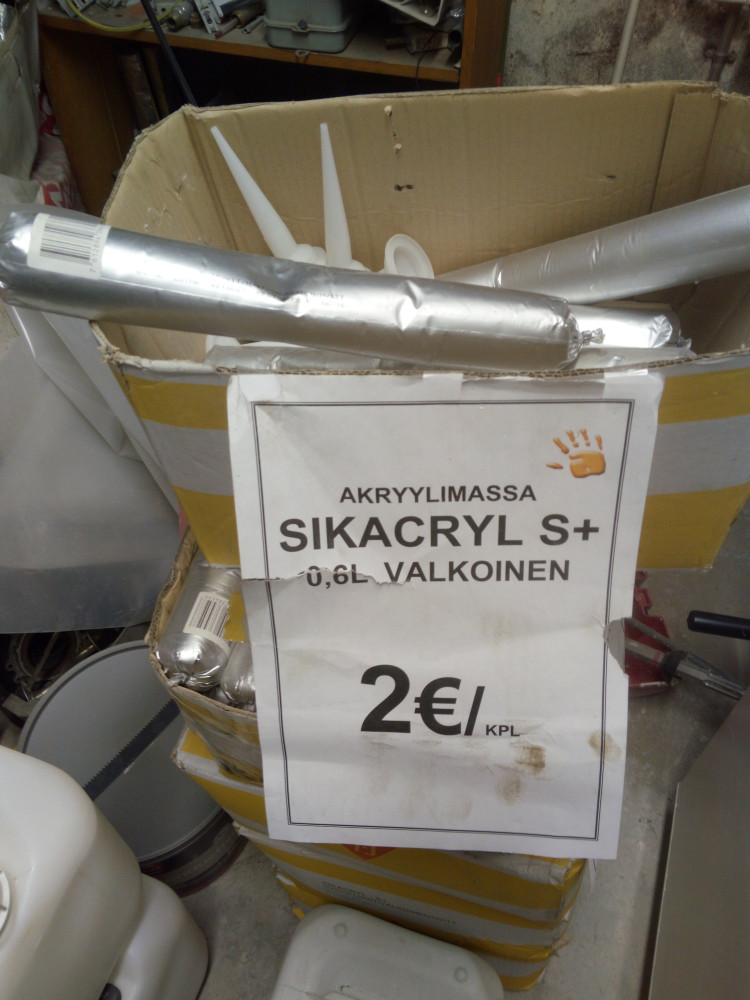 AKRYYLIMASSA
SIKACRYL S+
0,6L VALKOINEN
2€/ KPL